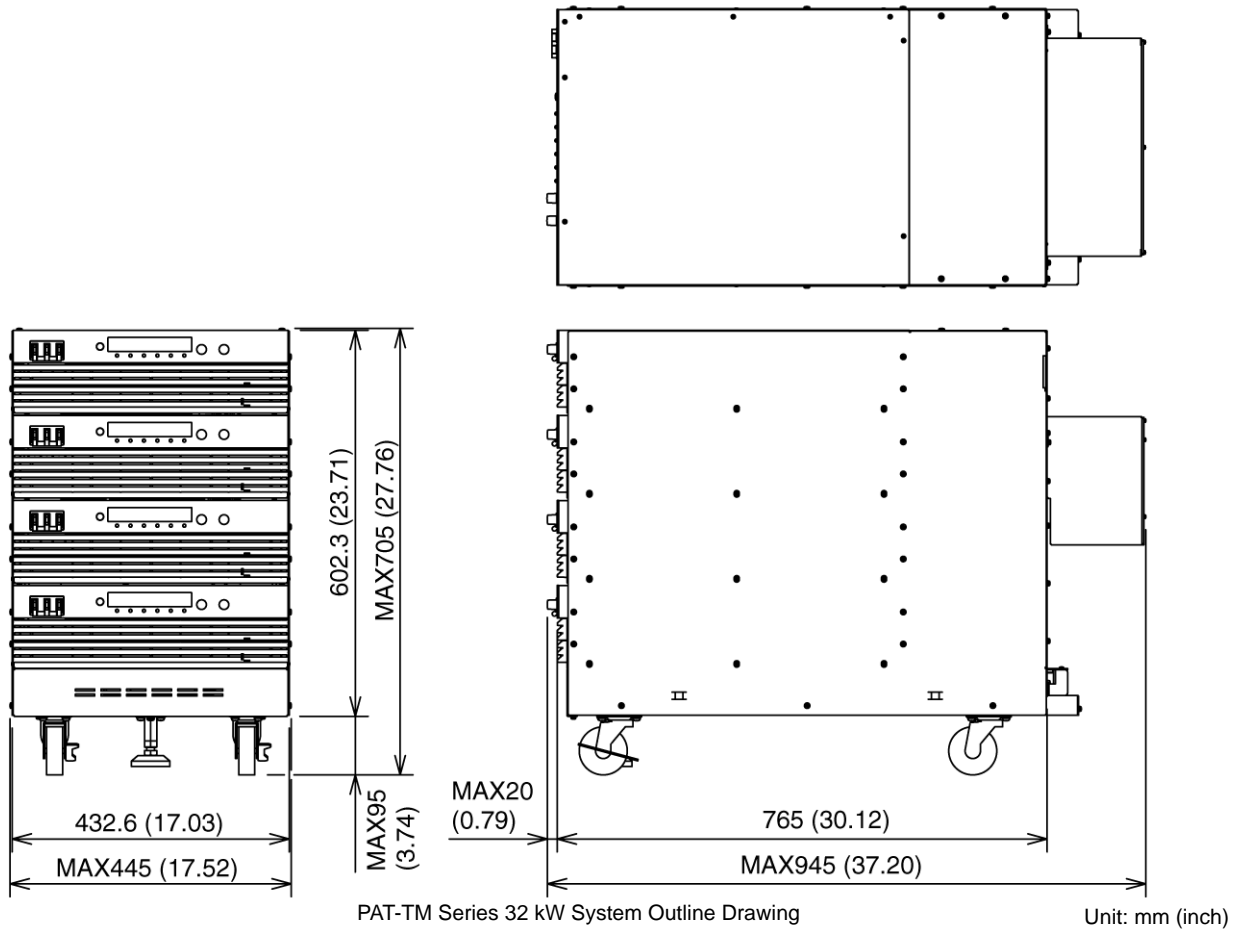 602.3 (23.71)
MAX705 (27.76)
MAX95
(3.74)
432.6 (17.03)
MAX445 (17.52)
MAX20
(0.79)
765 (30.12)
MAX945 (37.20)
PAT-TM Series 32 kW System Outline Drawing
Unit: mm (inch)